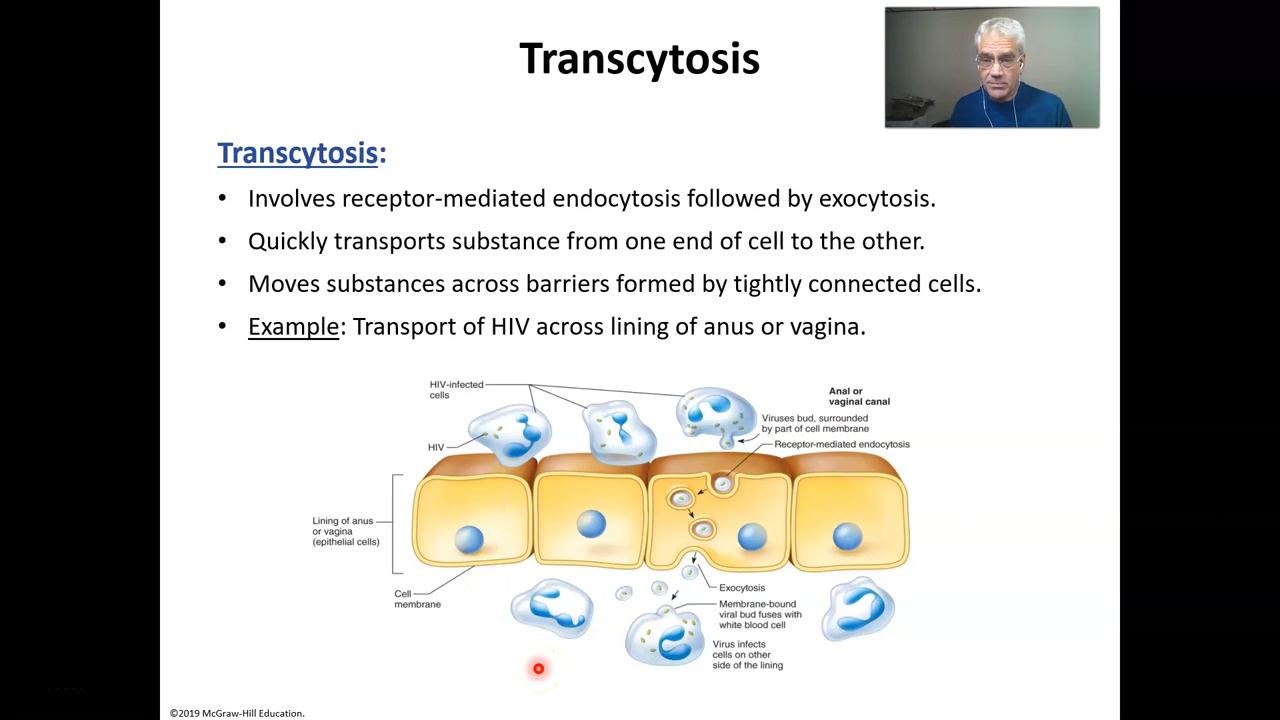 Transcytosis
Transcytosis:
• Involves receptor-mediated endocytosis followed by exocytosis.
• Quickly transports substance from one end of cell to the other.
• Moves substances across barriers formed by tightly connected cells.
• Example: Transport of HIV across lining of anus or vagina.
HIV-infected
cells
Anal or
vaginal canal
Viruses bud, surrounded
by part of cell membrane
HIV
Receptor-mediated endocytosis
Lining of anus
or vagina
(epithelial cells)
Cell
membrane
Exocytosis
Membrane-bound
viral bud fuses with
white blood cell
Virus infects
cells on other
side of the lining
©2019 McGraw-Hill Education.